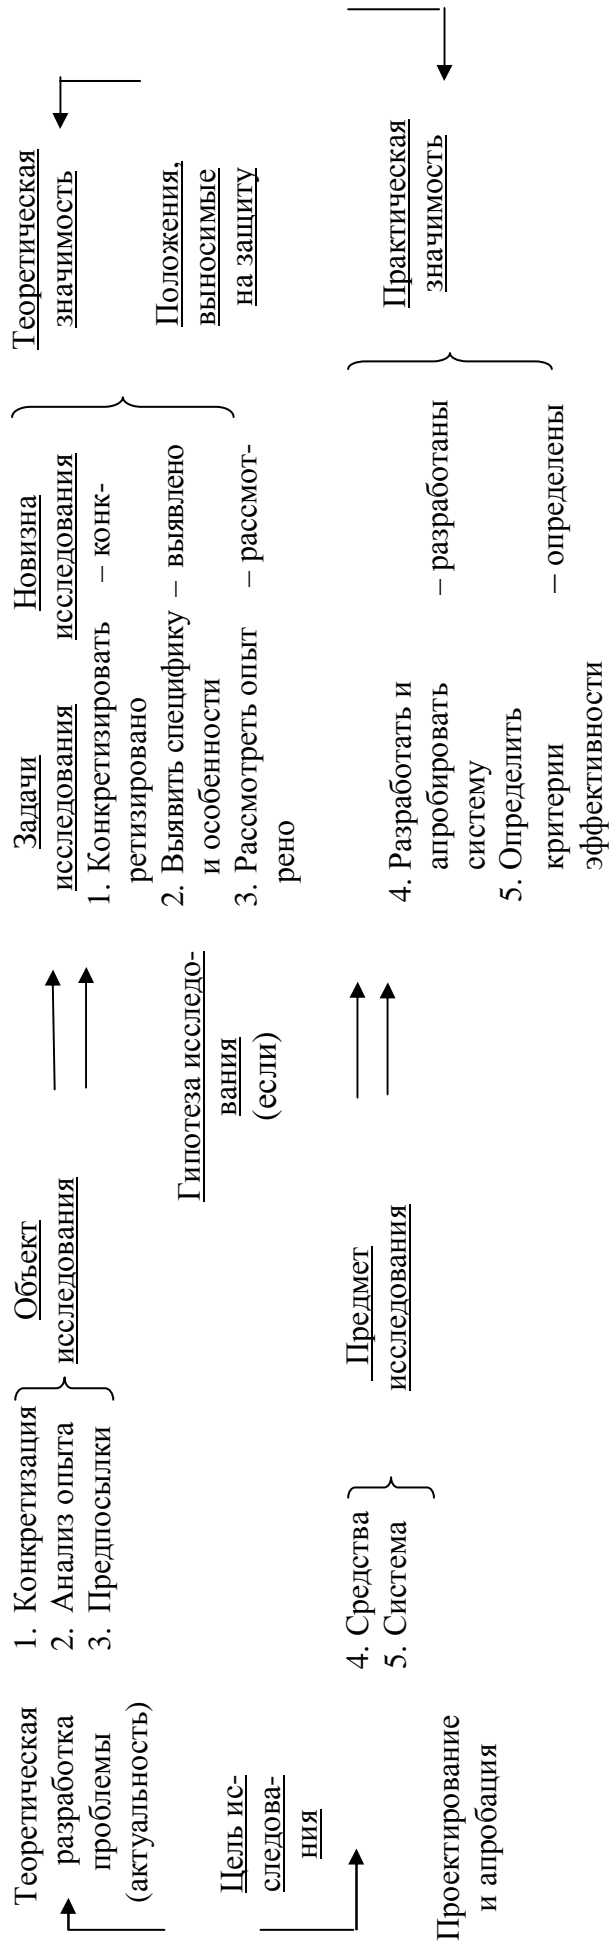 Теоретическая
разработка
проблемы
(актуальность)
1. Конкретизация
2. Анализ опыта
3. Предпосылки
Объект
исследования
Задачи
исследования
Новизна
исследования
1. Конкретизировать – конк-
ретизировано
2. Выявить специфику – выявлено
и особенности
3. Рассмотреть опыт – рассмот-
рено
Теоретическая
значимость
Цель ис-
следова-
ния
Гипотеза исследо-
вания
(если)
Положения,
выносимые
на защиту
Проектирование
и апробация
4. Средства
5. Система
Предмет
исследования
4. Разработать и
апробировать – разработаны
систему
5. Определить
критерии – определены
эффективности
Практическая
значимость